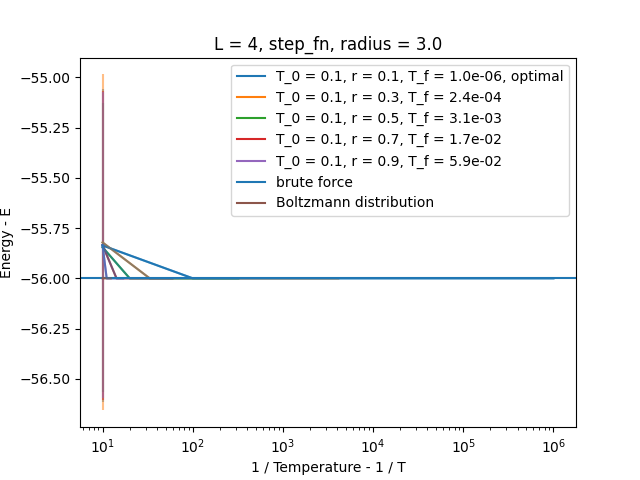 L = 4, step_fn, radius = 3.0
T_0 = 0.1, r = 0.1, T_f = 1.0e-06, optimal
T_0 = 0.1, r = 0.3, T_f = 2.4e-04
T_0 = 0.1, r = 0.5, T_f = 3.1e-03
T_0 = 0.1, r = 0.7, T_f = 1.7e-02
T_0 = 0.1, r = 0.9, T_f = 5.9e-02
brute force
Boltzmann distribution
Energy - E
−55.00
−55.25
−55.50
−55.75
−56.00
−56.25
−56.50
10¹ 10² 10³ 10⁴ 10⁵ 10⁶
1 / Temperature - 1 / T